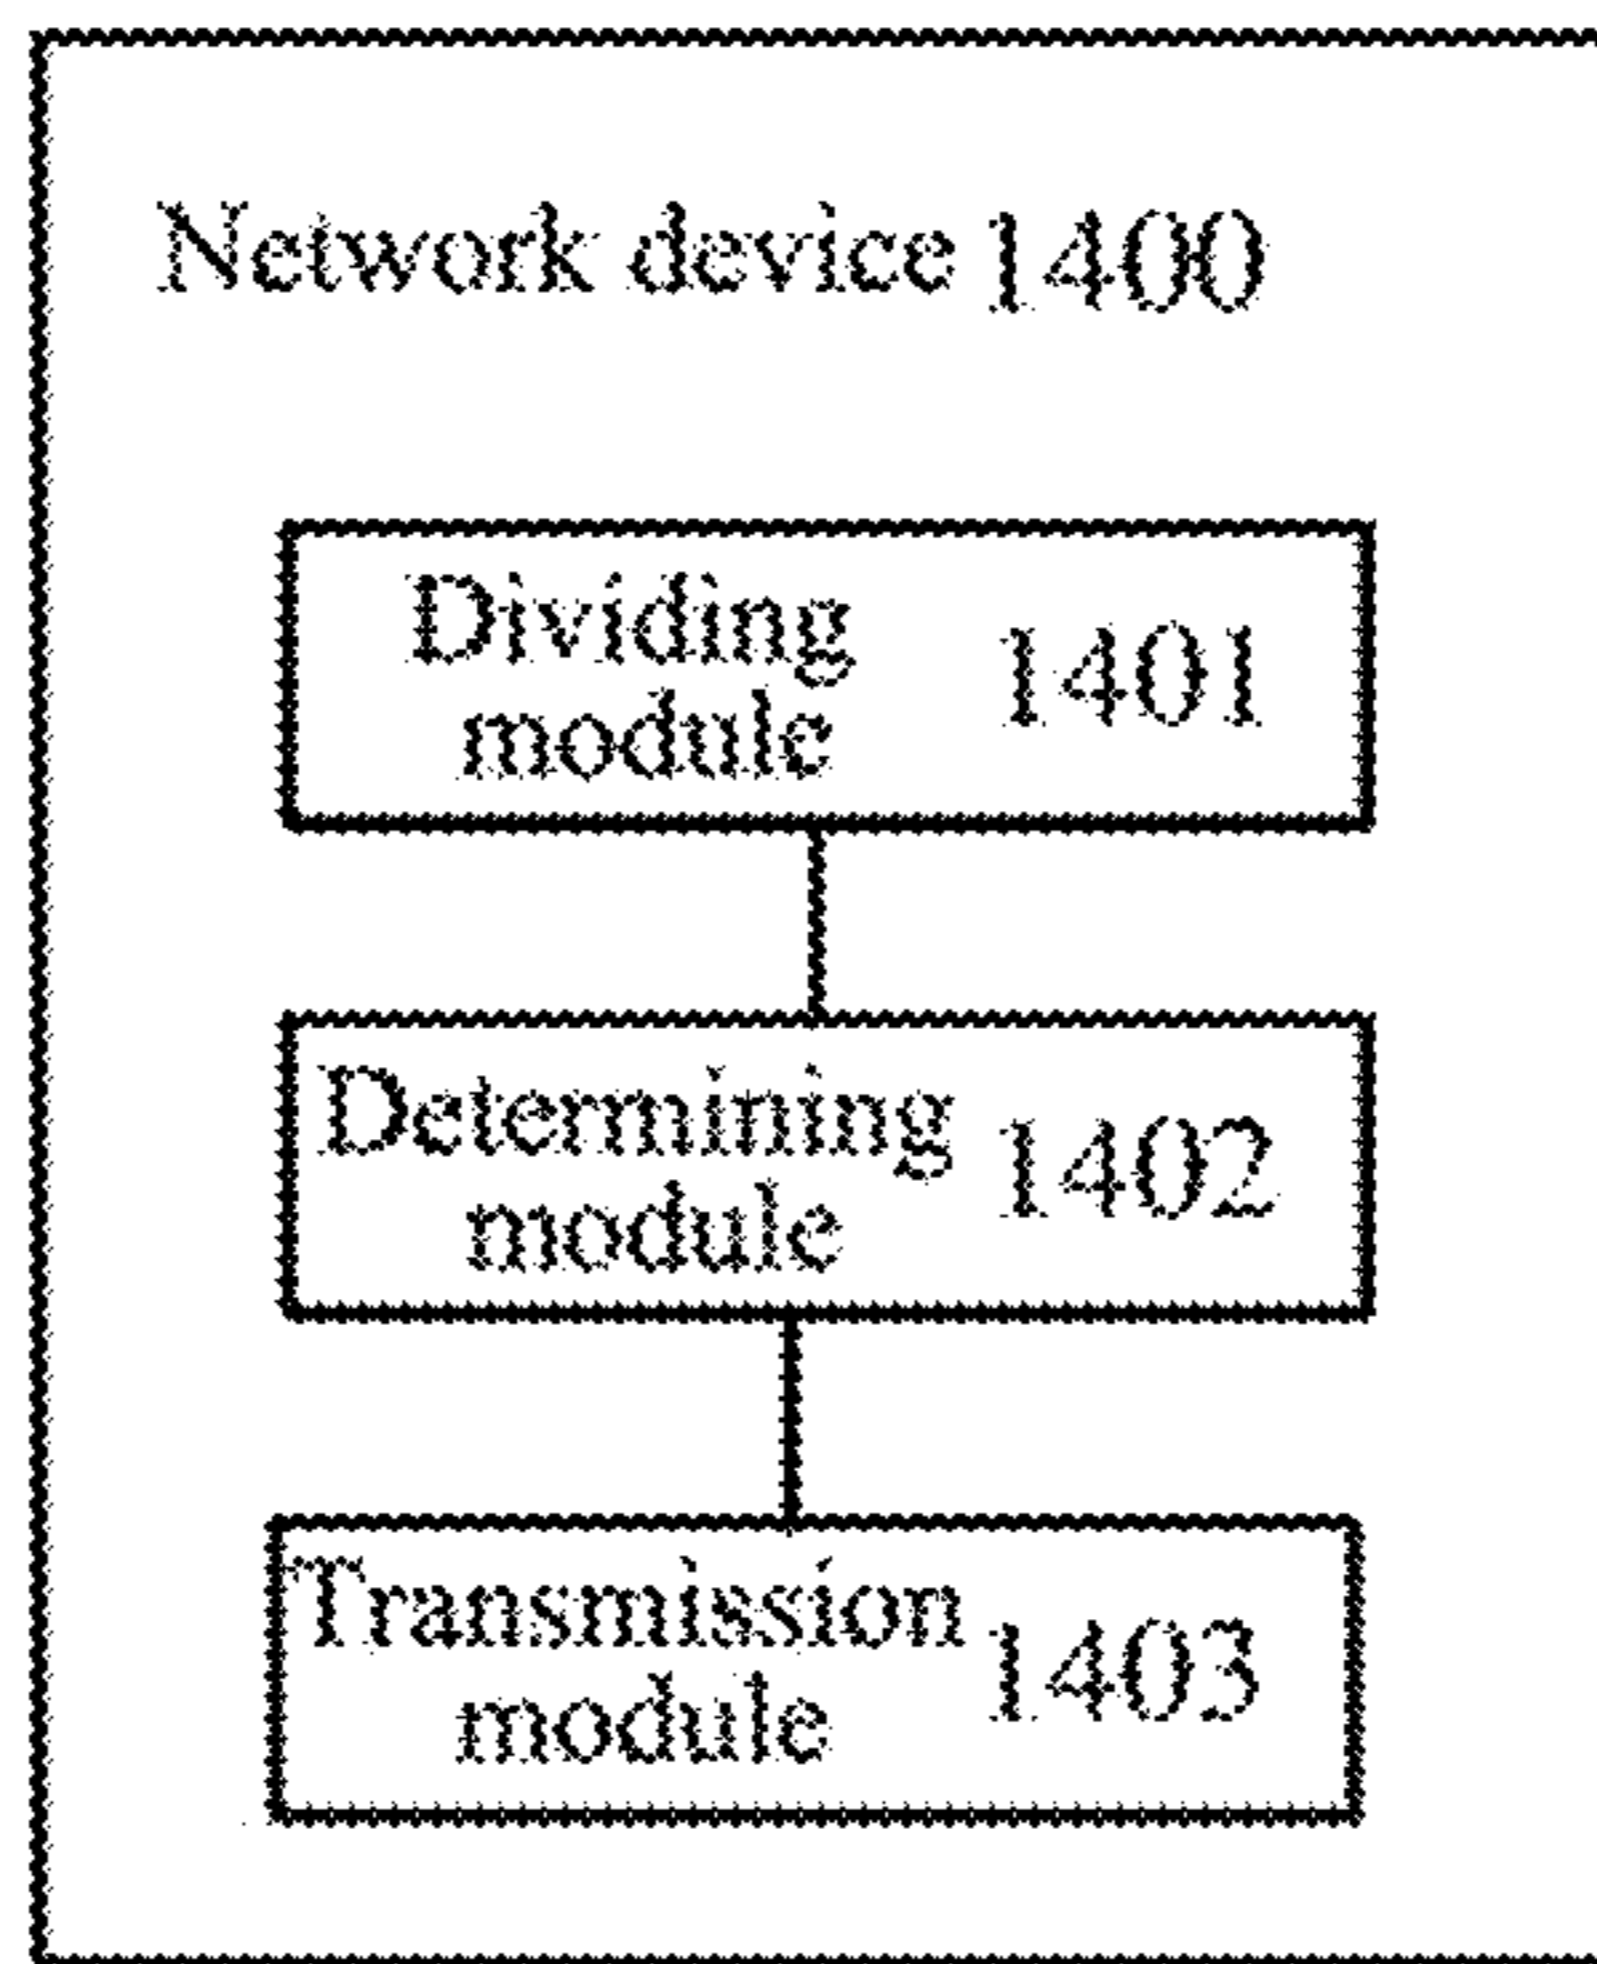 Network device 1400
Dividing
module
1401
Determining
module
1402
Transmission
module
1403